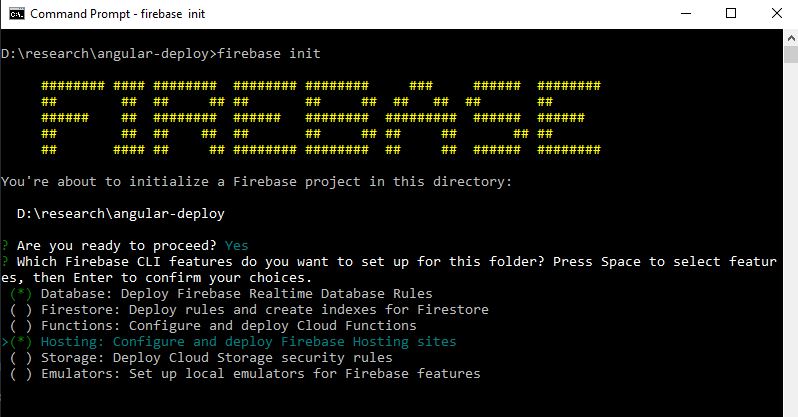 Command Prompt - firebase init
D:\research\angular-deploy>firebase init
######## #### ######## ######## ########     ###     ######  ########
##        ##  ##     ## ##       ##     ##  ##   ##  ##       ##
######    ##  ########  ######   ########  #########  ######  ######
##        ##  ##    ##  ##       ##     ## ##     ##       ## ##
##       #### ##     ## ######## ########  ##     ##  ######  ########
You're about to initialize a Firebase project in this directory:
D:\research\angular-deploy
? Are you ready to proceed? Yes
? Which Firebase CLI features do you want to set up for this folder? Press Space to select featur
es, then Enter to confirm your choices.
(*) Database: Deploy Firebase Realtime Database Rules
( ) Firestore: Deploy rules and create indexes for Firestore
( ) Functions: Configure and deploy Cloud Functions
>(*) Hosting: Configure and deploy Firebase Hosting sites
( ) Storage: Deploy Cloud Storage security rules
( ) Emulators: Set up local emulators for Firebase features